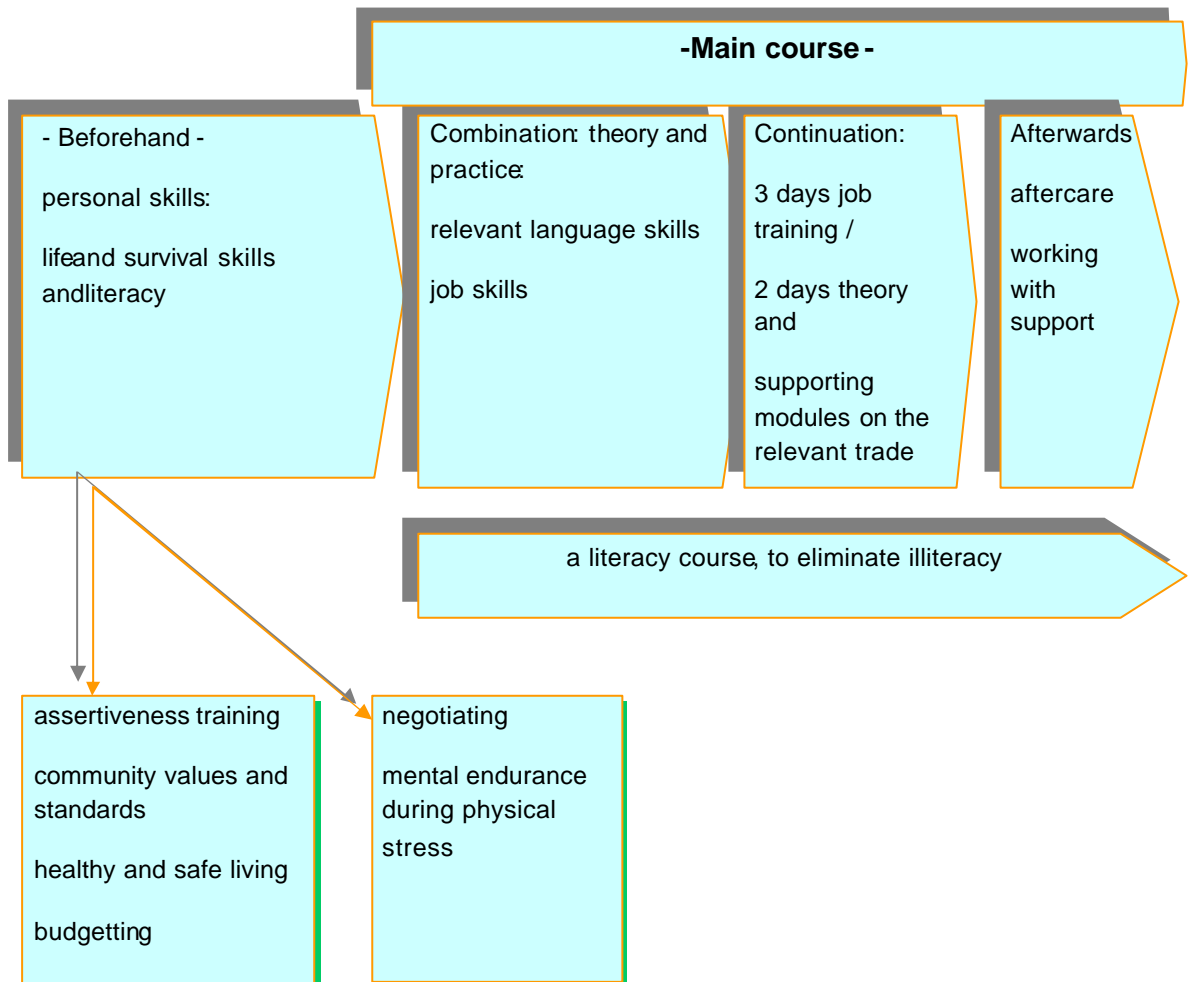 -Main course -
- Beforehand -
personal skills:
lifeand survival skills
andliteracy
Combination: theory and
practice:
relevant language skills
job skills
Continuation:
3 days job
training /
2 days theory
and
supporting
modules on the
relevant trade
Afterwards
aftercare
working
with
support
a literacy course, to eliminate illiteracy
assertiveness training
community values and
standards
healthy and safe living
budgetting
negotiating
mental endurance
during physical
stress